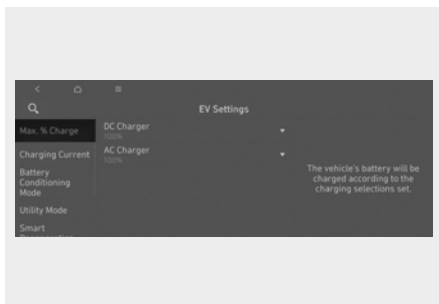 EV Settings
Max. % Charge
DC Charger
100%
AC Charger
100%
Charging Current
Battery
Conditioning
Mode
Utility Mode
Smart
The vehicle's battery will be
charged according to the
charging selections set.